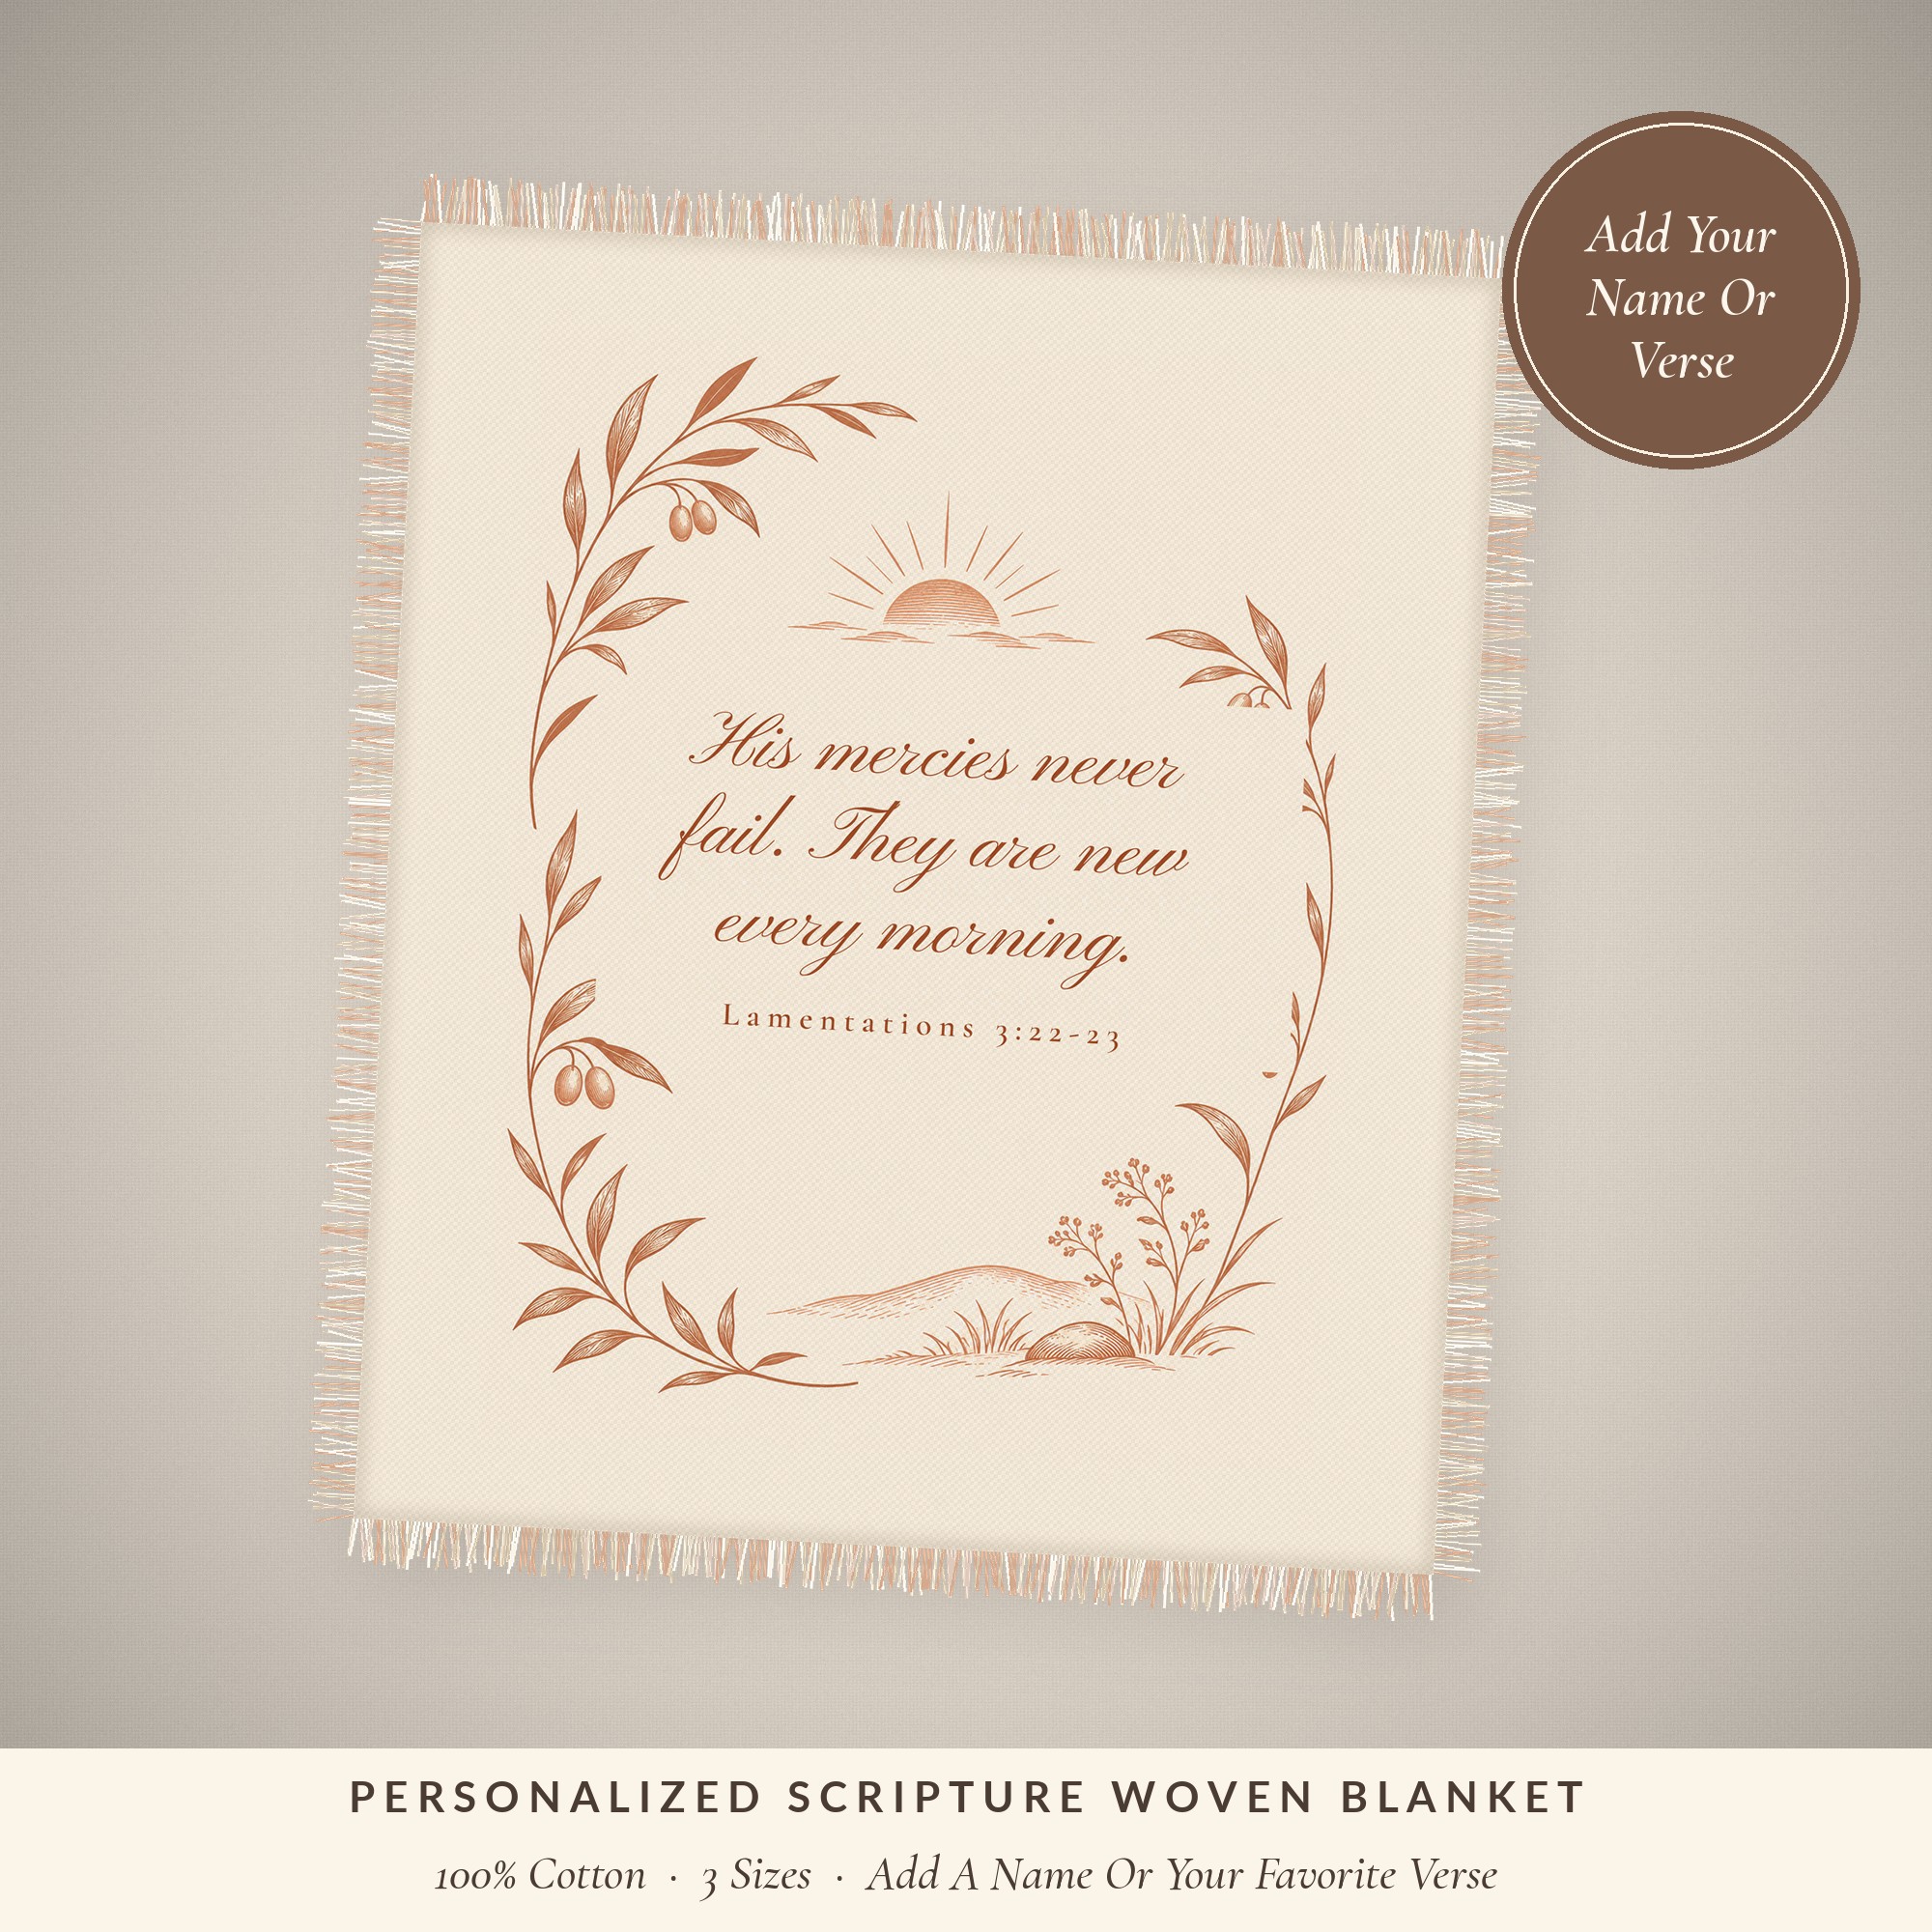 Add Your
Name Or
Verse
His mercies never
fail. They are new
every morning.
Lamentations 3:22-23
PERSONALIZED SCRIPTURE WOVEN BLANKET
100% Cotton · 3 Sizes · Add A Name Or Your Favorite Verse